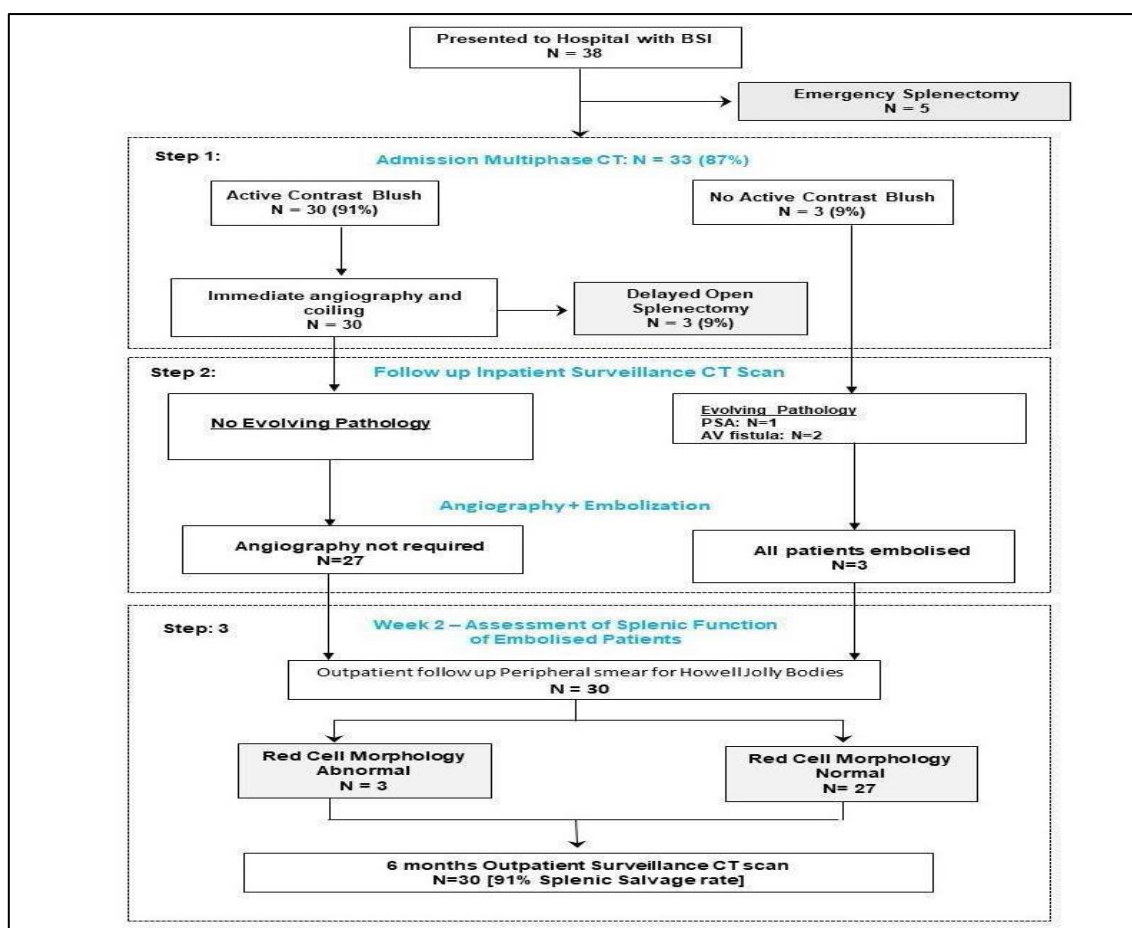 Presented to Hospital with BSI
N = 38
Emergency Splenectomy
N = 5
Step 1:
Admission Multiphase CT: N = 33 (87%)
Active Contrast Blush
N = 30 (91%)
No Active Contrast Blush
N = 3 (9%)
Immediate angiography and
coiling
N = 30
Delayed Open
Splenectomy
N = 3 (9%)
Step 2:
Follow up Inpatient Surveillance CT Scan
No Evolving Pathology
Evolving Pathology
PSA: N=1
AV fistula: N=2
Angiography + Embolization
Angiography not required
N=27
All patients embolised
N=3
Step: 3
Week 2 – Assessment of Splenic Function
of Embolised Patients
Outpatient follow up Peripheral smear for Howell Jolly Bodies
N = 30
Red Cell Morphology
Abnormal
N = 3
Red Cell Morphology
Normal
N= 27
6 months Outpatient Surveillance CT scan
N=30 [91% Splenic Salvage rate]